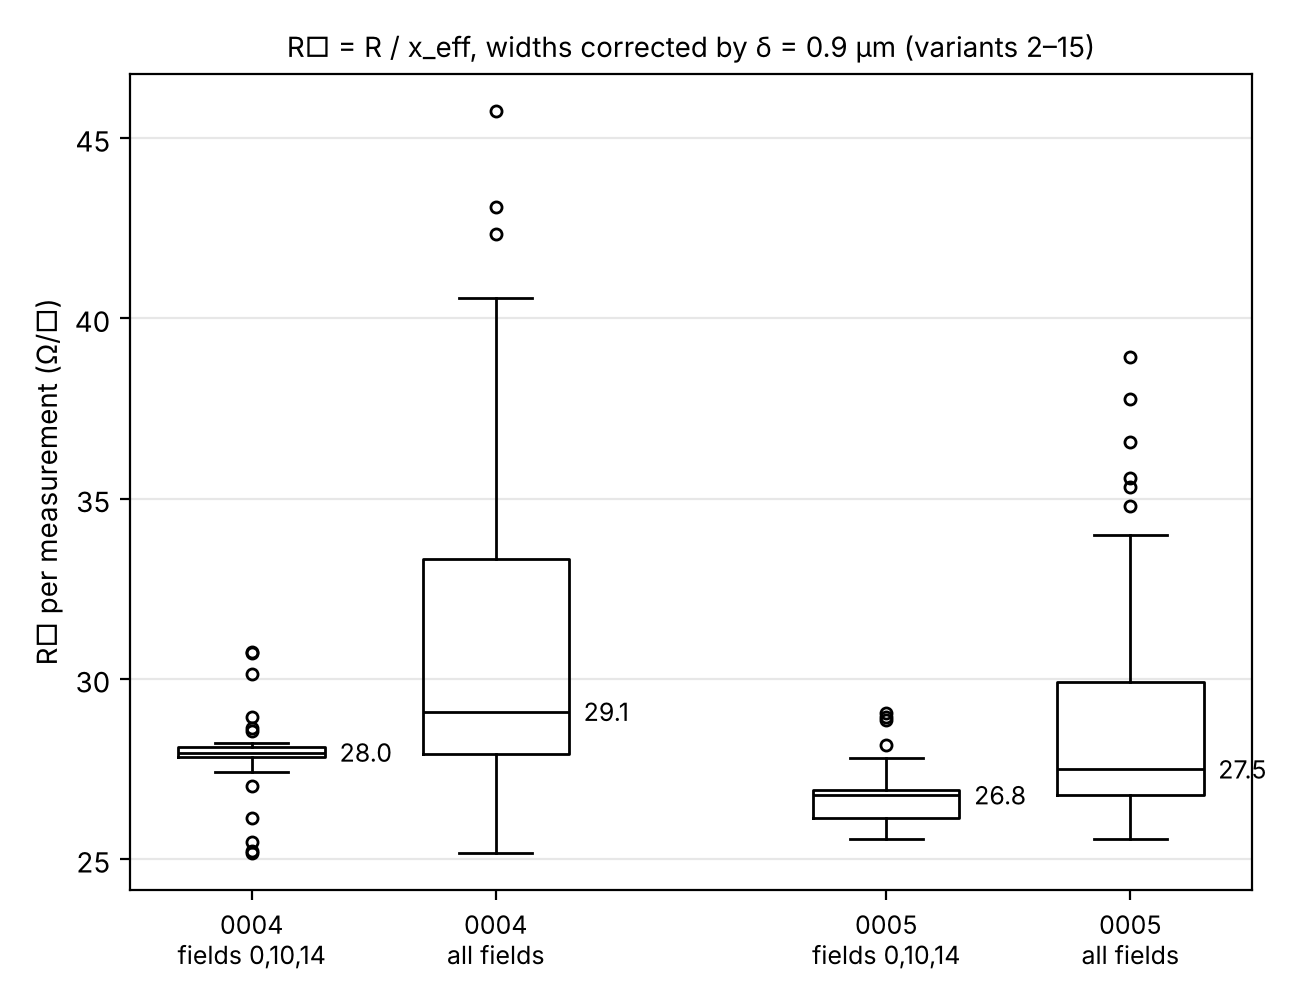 R□ = R / x_eff, widths corrected by δ = 0.9 µm (variants 2–15)
R□ per measurement (Ω/□)
45
40
35
30
25
28.0
29.1
26.8
27.5
0004
fields 0,10,14
0004
all fields
0005
fields 0,10,14
0005
all fields